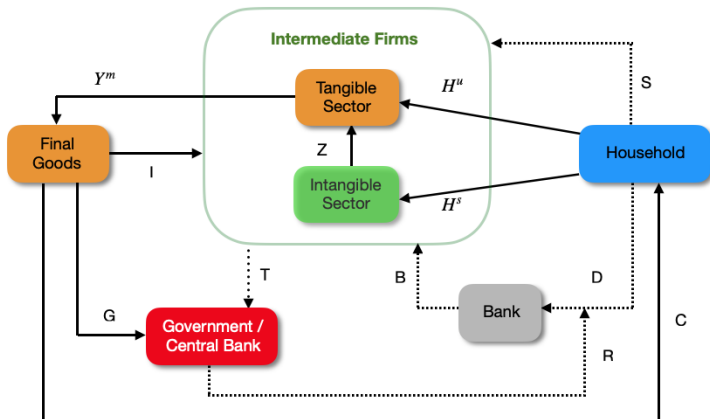 Intermediate Firms
Y^m
Tangible
Sector
H^u
S
Final
Goods
I
Z
Household
Intangible
Sector
H^s
T
B
D
Bank
G
Government /
Central Bank
C
R